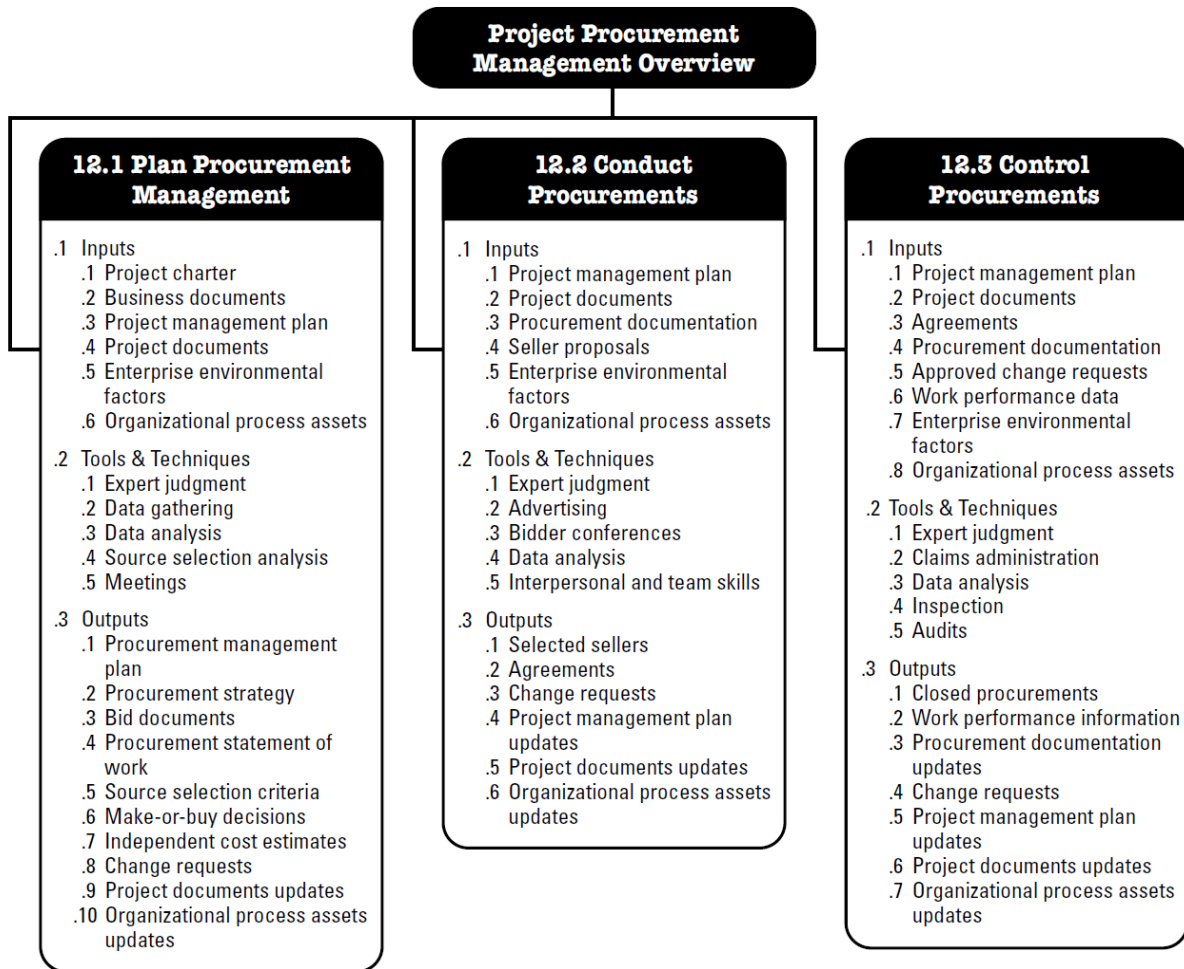 Project Procurement
Management Overview
12.1 Plan Procurement
Management
.1 Inputs
.1 Project charter
.2 Business documents
.3 Project management plan
.4 Project documents
.5 Enterprise environmental
factors
.6 Organizational process assets
.2 Tools & Techniques
.1 Expert judgment
.2 Data gathering
.3 Data analysis
.4 Source selection analysis
.5 Meetings
.3 Outputs
.1 Procurement management
plan
.2 Procurement strategy
.3 Bid documents
.4 Procurement statement of
work
.5 Source selection criteria
.6 Make-or-buy decisions
.7 Independent cost estimates
.8 Change requests
.9 Project documents updates
.10 Organizational process assets
updates
12.2 Conduct
Procurements
.1 Inputs
.1 Project management plan
.2 Project documents
.3 Procurement documentation
.4 Seller proposals
.5 Enterprise environmental
factors
.6 Organizational process assets
.2 Tools & Techniques
.1 Expert judgment
.2 Advertising
.3 Bidder conferences
.4 Data analysis
.5 Interpersonal and team skills
.3 Outputs
.1 Selected sellers
.2 Agreements
.3 Change requests
.4 Project management plan
updates
.5 Project documents updates
.6 Organizational process assets
updates
12.3 Control
Procurements
.1 Inputs
.1 Project management plan
.2 Project documents
.3 Agreements
.4 Procurement documentation
.5 Approved change requests
.6 Work performance data
.7 Enterprise environmental
factors
.8 Organizational process assets
.2 Tools & Techniques
.1 Expert judgment
.2 Claims administration
.3 Data analysis
.4 Inspection
.5 Audits
.3 Outputs
.1 Closed procurements
.2 Work performance information
.3 Procurement documentation
updates
.4 Change requests
.5 Project management plan
updates
.6 Project documents updates
.7 Organizational process assets
updates